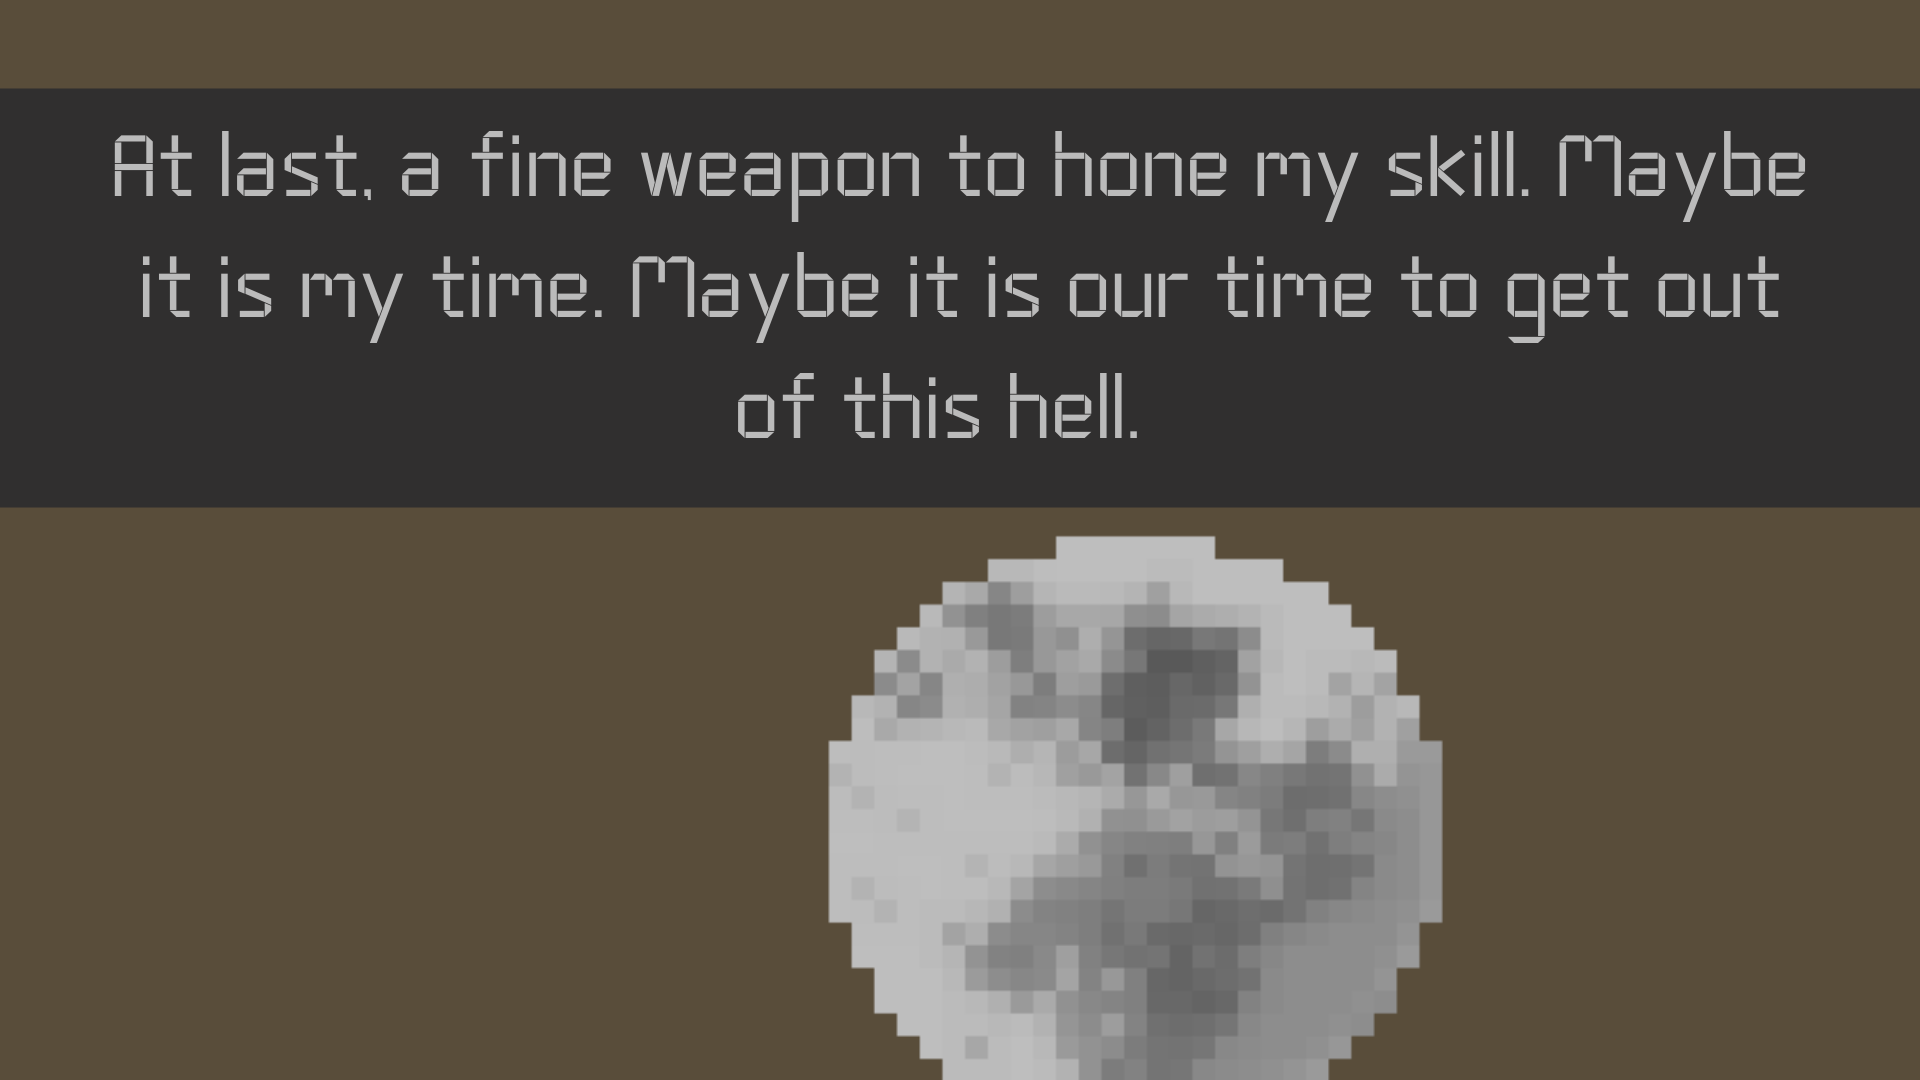 At last, a fine weapon to hone my skill. Maybe
it is my time. Maybe it is our time to get out
of this hell.